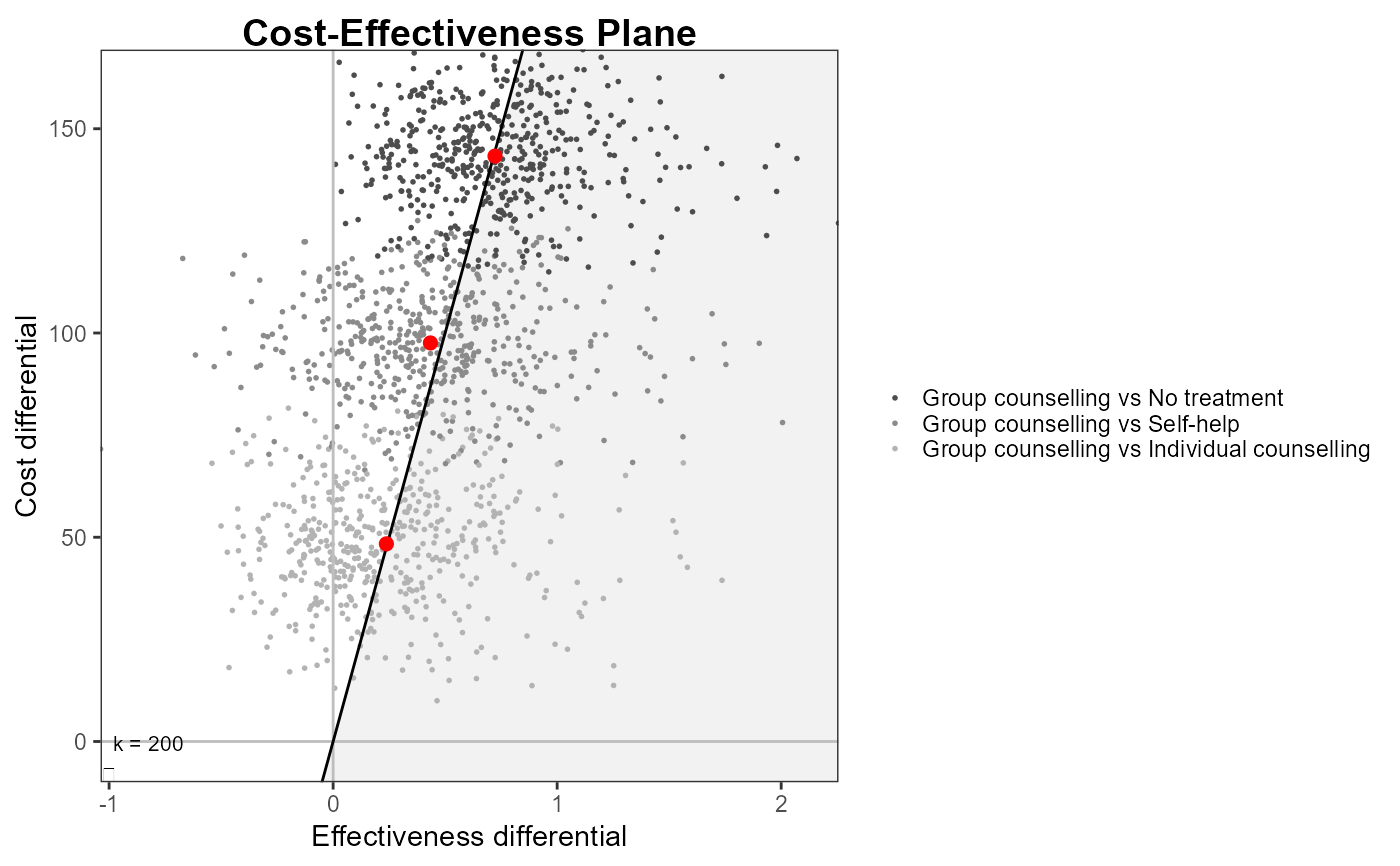 Cost-Effectiveness Plane
Cost differential
150
100
50
0
k = 200
-1
0
1
2
Effectiveness differential
Group counselling vs No treatment
Group counselling vs Self-help
Group counselling vs Individual counselling